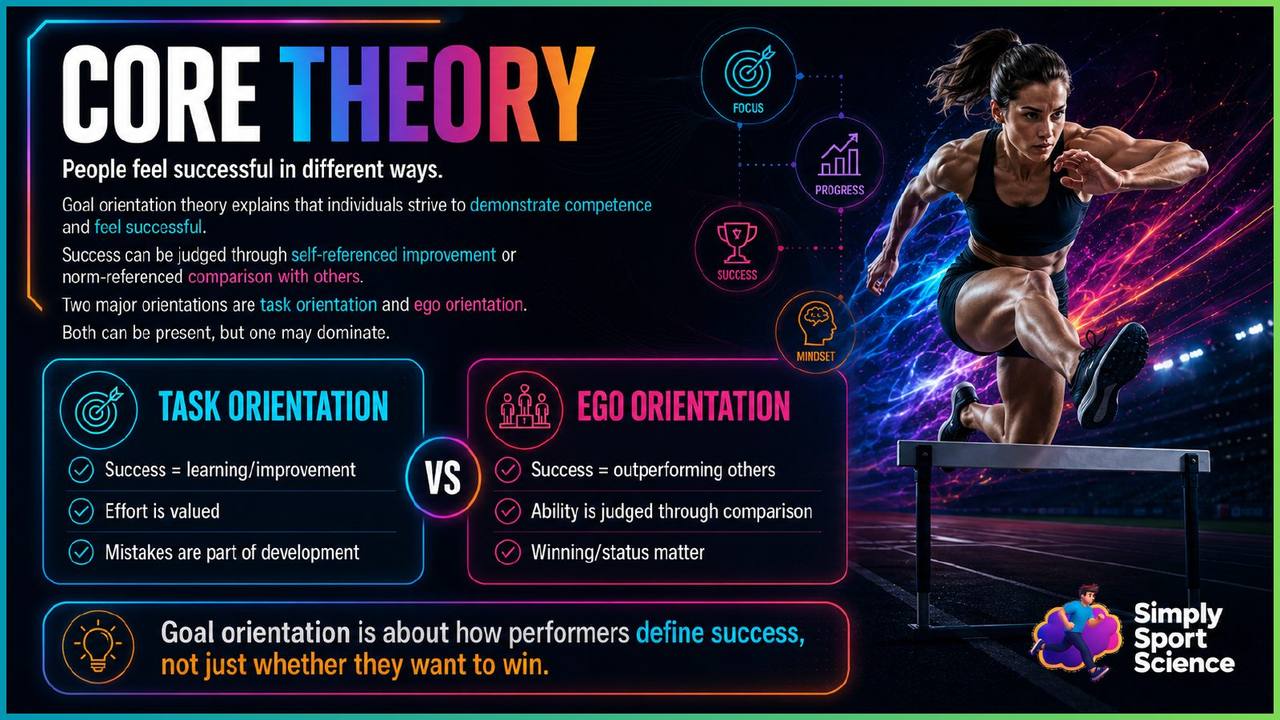 CORE THEORY
People feel successful in different ways.
Goal orientation theory explains that individuals strive to demonstrate competence
and feel successful.
Success can be judged through self-referenced improvement or
norm-referenced comparison with others.
Two major orientations are task orientation and ego orientation.
Both can be present, but one may dominate.
FOCUS
PROGRESS
SUCCESS
MINDSET
TASK ORIENTATION
Success = learning/improvement
Effort is valued
Mistakes are part of development
VS
EGO ORIENTATION
1
Success = outperforming others
Ability is judged through comparison
Winning/status matter
Goal orientation is about how performers define success,
not just whether they want to win.
Simply
Sport
Science